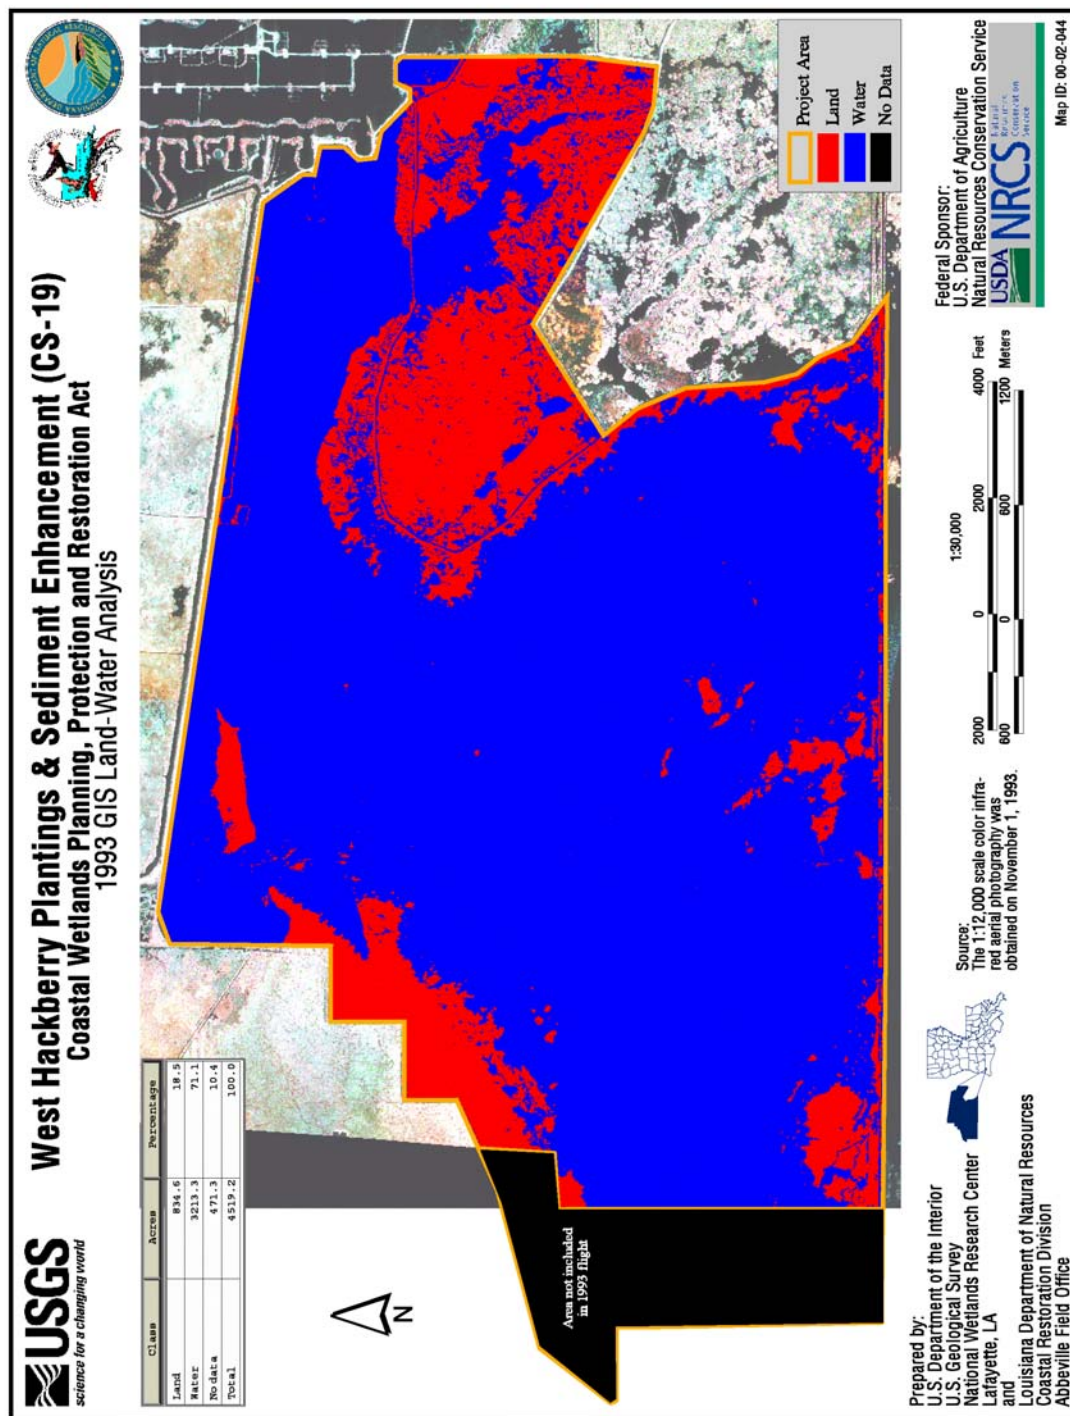 USGS
science for a changing world
West Hackberry Plantings & Sediment Enhancement (CS-19)
Coastal Wetlands Planning, Protection and Restoration Act
1993 GIS Land-Water Analysis
Class Acres Percentage
Land 834.6 18.5
Water 3213.3 71.1
No data 471.3 10.4
Total 4519.2 100.0
N
Area not included
in 1993 flight
Project Area
Land
Water
No Data
Prepared by:
U.S. Department of the Interior
U.S. Geological Survey
National Wetlands Research Center
Lafayette, LA
and
Louisiana Department of Natural Resources
Coastal Restoration Division
Abbeville Field Office
Source:
The 1:12,000 scale color infra-
red aerial photography was
obtained on November 1, 1993.
1:30,000
2000 0 2000 4000 Feet
600 0 600 1200 Meters
Federal Sponsor:
U.S. Department of Agriculture
Natural Resources Conservation Service
USDA NRCS
Natural
Resources
Conservation
Service
Map ID: 00-02-044